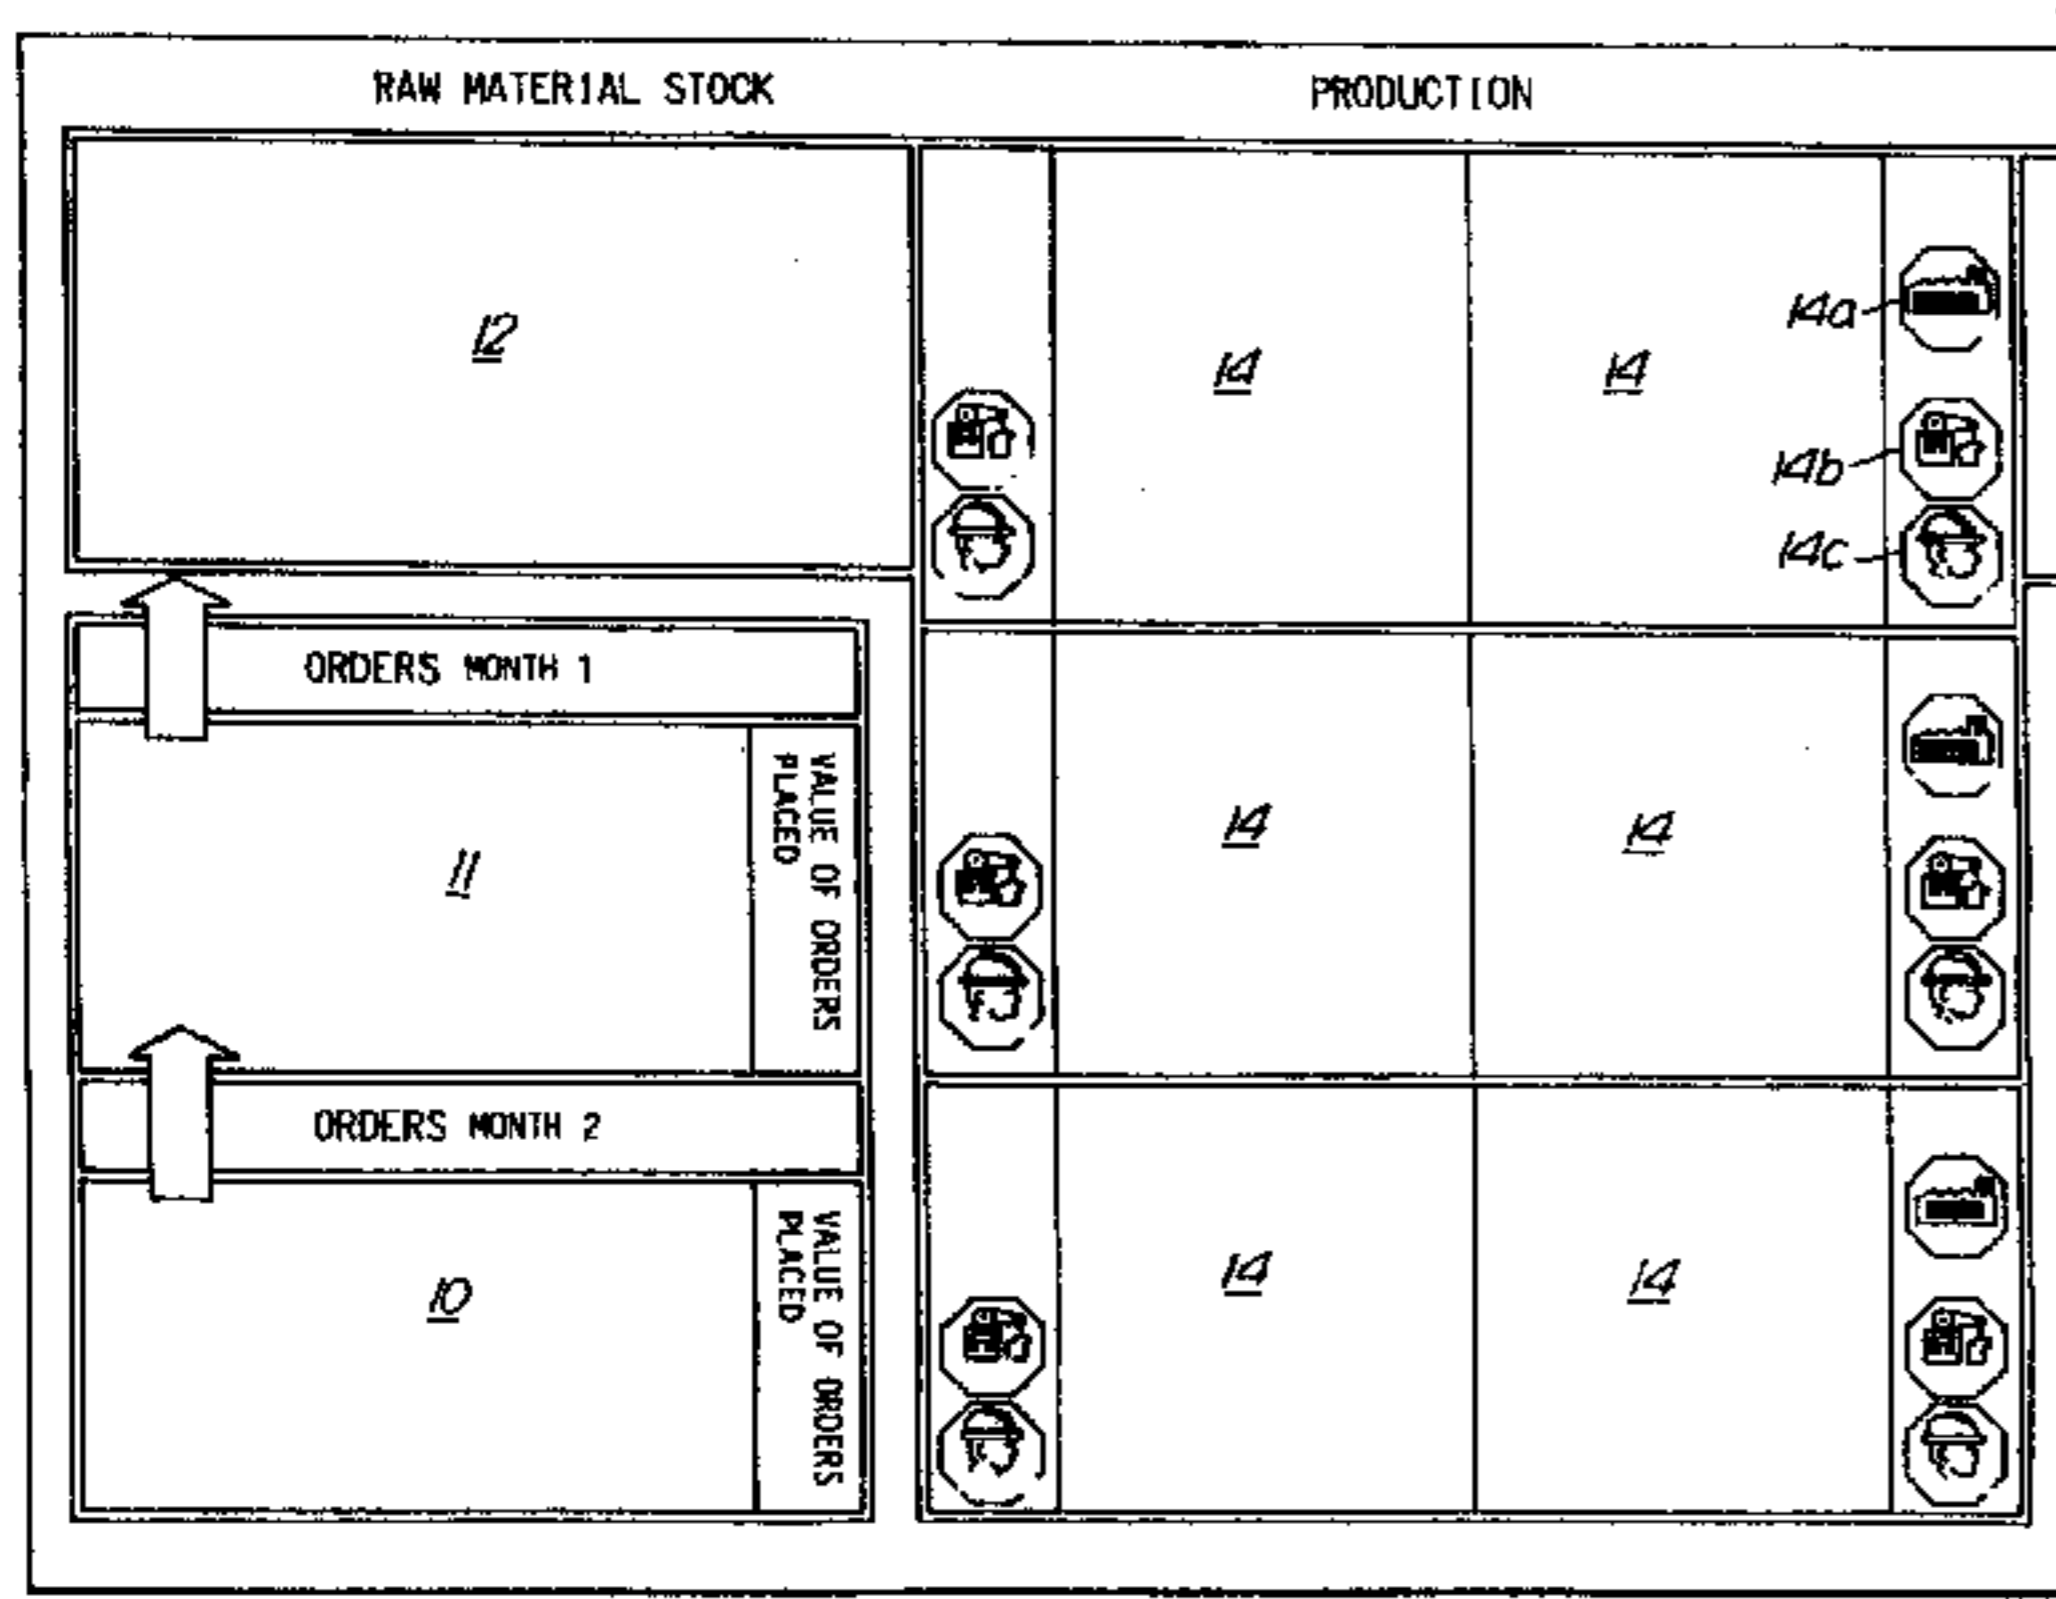 RAW MATERIAL STOCK
PRODUCTION
12
14
14
14a
14b
14c
ORDERS MONTH 1
11
VALUE OF ORDERS
PLACED
14
14
ORDERS MONTH 2
10
VALUE OF ORDERS
PLACED
14
14